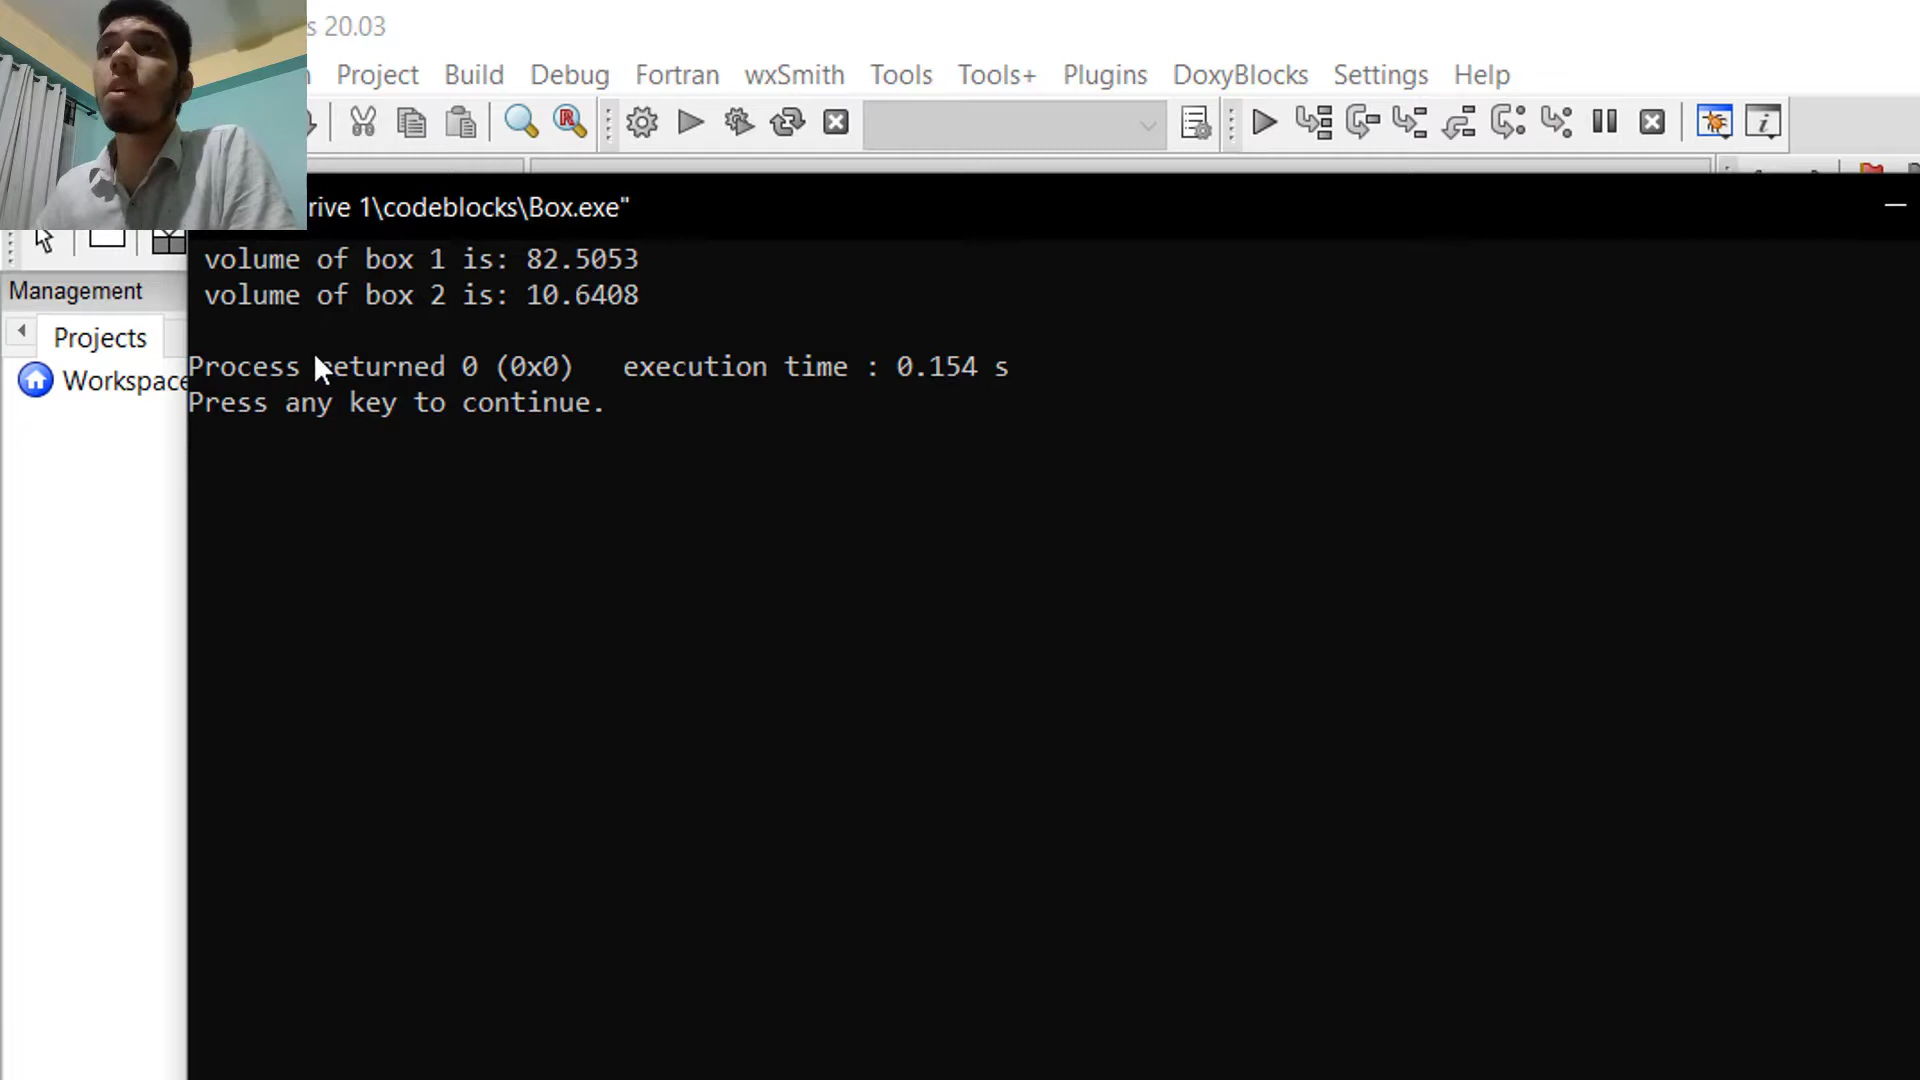 s 20.03
Project Build Debug Fortran wxSmith Tools Tools+ Plugins DoxyBlocks Settings Help
rive 1\codeblocks\Box.exe"
volume of box 1 is: 82.5053
volume of box 2 is: 10.6408
Management
Projects
Workspace
Process returned 0 (0x0) execution time : 0.154 s
Press any key to continue.